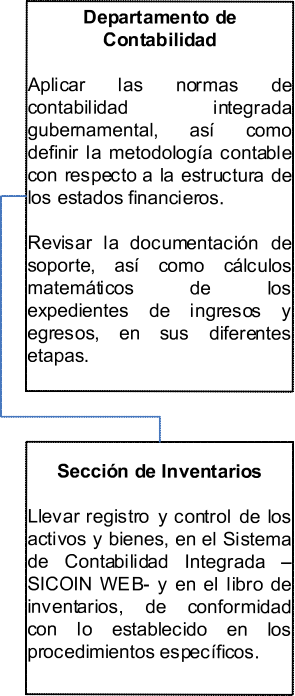 Departamento de
Contabilidad
Aplicar las normas de
contabilidad integrada
gubernamental, así como
definir la metodología contable
con respecto a la estructura de
los estados financieros.
Revisar la documentación de
soporte, así como cálculos
matemáticos de los
expedientes de ingresos y
egresos, en sus diferentes
etapas.
Sección de Inventarios
Llevar registro y control de los
activos y bienes, en el Sistema
de Contabilidad Integrada –
SICOIN WEB- y en el libro de
inventarios, de conformidad
con lo establecido en los
procedimientos específicos.